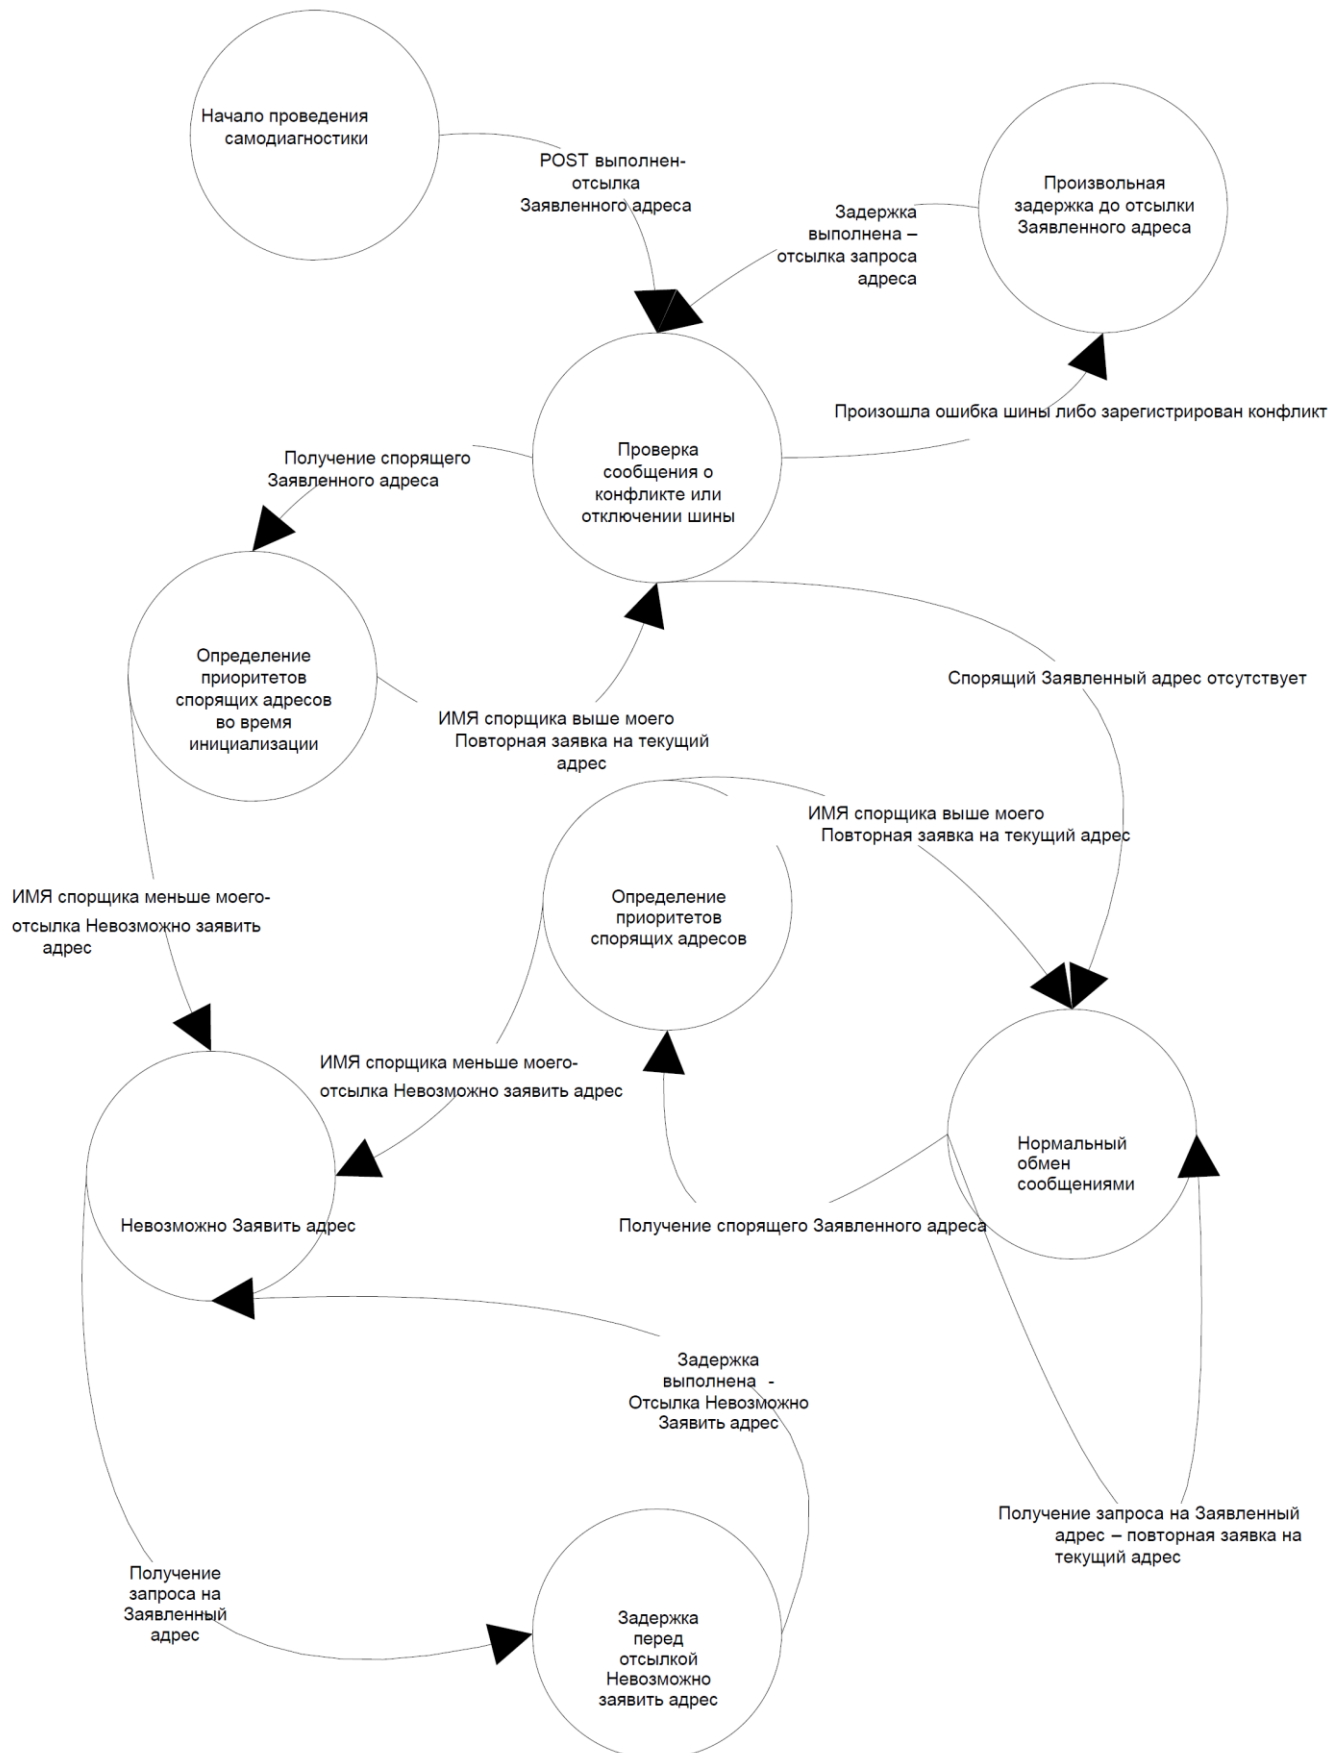 Начало проведения
самодиагностики
POST выполнен-
отсылка
Заявленного адреса
Произвольная
задержка до отсылки
Заявленного адреса
Задержка
выполнена –
отсылка запроса
адреса
Произошла ошибка шины либо зарегистрирован конфликт
Проверка
сообщения о
конфликте или
отключении шины
Получение спорящего
Заявленного адреса
Определение
приоритетов
спорящих адресов
во время
инициализации
Спорящий Заявленный адрес отсутствует
ИМЯ спорщика выше моего
Повторная заявка на текущий
адрес
ИМЯ спорщика выше моего
Повторная заявка на текущий адрес
ИМЯ спорщика меньше моего-
отсылка Невозможно заявить
адрес
Определение
приоритетов
спорящих адресов
ИМЯ спорщика меньше моего-
отсылка Невозможно заявить адрес
Нормальный
обмен
сообщениями
Невозможно Заявить адрес
Получение спорящего Заявленного адреса
Задержка
выполнена -
Отсылка Невозможно
Заявить адрес
Получение запроса на Заявленный
адрес – повторная заявка на
текущий адрес
Получение
запроса на
Заявленный
адрес
Задержка
перед
отсылкой
Невозможно
заявить адрес